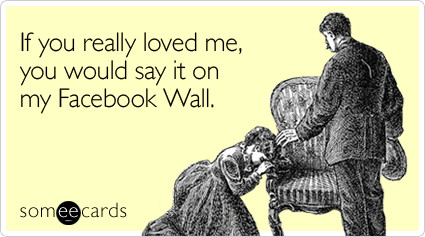 If you really loved me,
you would say it on
my Facebook Wall.
someecards